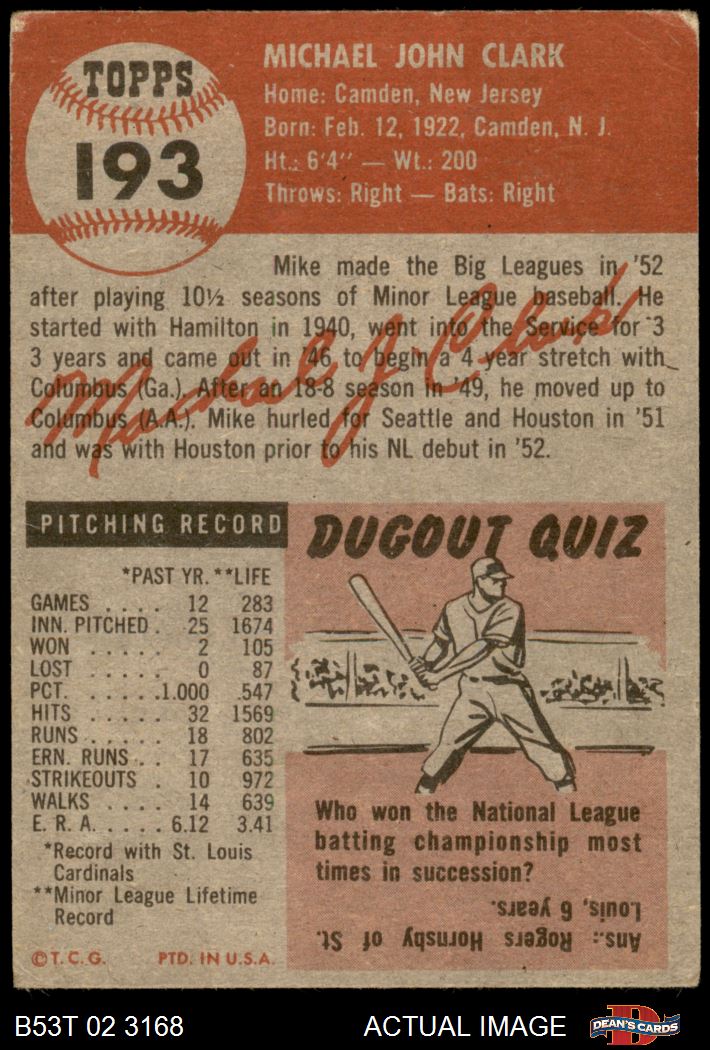 TOPPS
193
MICHAEL JOHN CLARK
Home: Camden, New Jersey
Born: Feb. 12, 1922, Camden, N. J.
Ht.: 6'4" — Wt.: 200
Throws: Right — Bats: Right
Mike made the Big Leagues in '52
after playing 10½ seasons of Minor League baseball. He
started with Hamilton in 1940, went into the Service for 3
3 years and came out in '46 to begin a 4 year stretch with
Columbus (Ga.). After an 18-8 season in '49, he moved up to
Columbus (A.A.). Mike hurled for Seattle and Houston in '51
and was with Houston prior to his NL debut in '52.
Michael J. Clark
PITCHING RECORD
*PAST YR. **LIFE
GAMES . . . . 12 283
INN. PITCHED . 25 1674
WON . . . . . 2 105
LOST . . . . . 0 87
PCT. . . . . .1.000 .547
HITS . . . . . 32 1569
RUNS . . . . . 18 802
ERN. RUNS . . 17 635
STRIKEOUTS . 10 972
WALKS . . . . 14 639
E. R. A. . . . . 6.12 3.41
*Record with St. Louis
Cardinals
**Minor League Lifetime
Record
©T.C.G. PTD. IN U.S.A.
DUGOUT QUIZ
Who won the National League
batting championship most
times in succession?
Ans.: Rogers Hornsby of St.
Louis, 6 years.
B53T 02 3168
ACTUAL IMAGE
D
DEAN'S CARDS